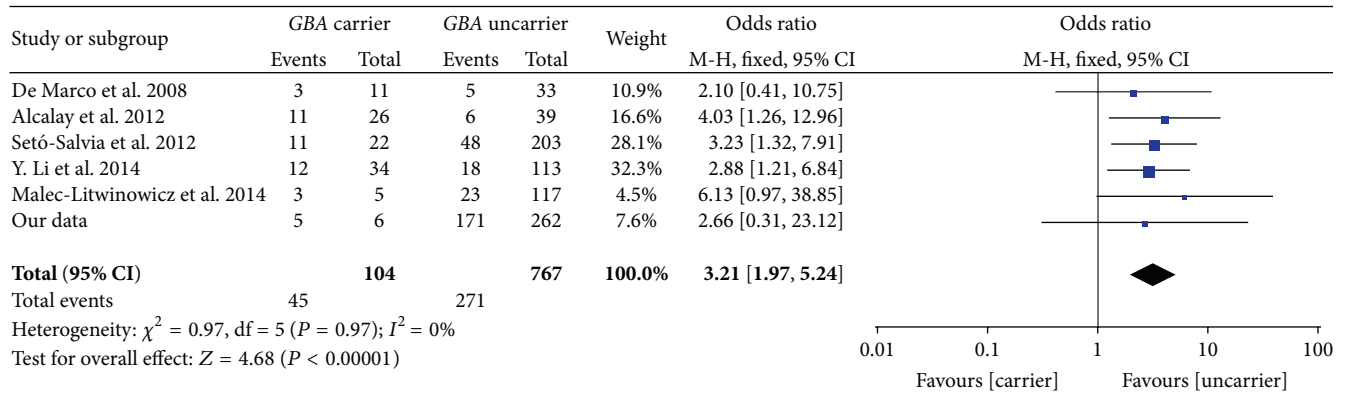 Study or subgroup GBA carrier GBA uncarrier Weight Odds ratio Odds ratio
Events Total Events Total M-H, fixed, 95% CI M-H, fixed, 95% CI
De Marco et al. 2008 3 11 5 33 10.9% 2.10 [0.41, 10.75]
Alcalay et al. 2012 11 26 6 39 16.6% 4.03 [1.26, 12.96]
Setó-Salvia et al. 2012 11 22 48 203 28.1% 3.23 [1.32, 7.91]
Y. Li et al. 2014 12 34 18 113 32.3% 2.88 [1.21, 6.84]
Malec-Litwinowicz et al. 2014 3 5 23 117 4.5% 6.13 [0.97, 38.85]
Our data 5 6 171 262 7.6% 2.66 [0.31, 23.12]
Total (95% CI) 104 767 100.0% 3.21 [1.97, 5.24]
Total events 45 271
Heterogeneity: χ² = 0.97, df = 5 (P = 0.97); I² = 0%
Test for overall effect: Z = 4.68 (P < 0.00001)
0.01 0.1 1 10 100
Favours [carrier] Favours [uncarrier]